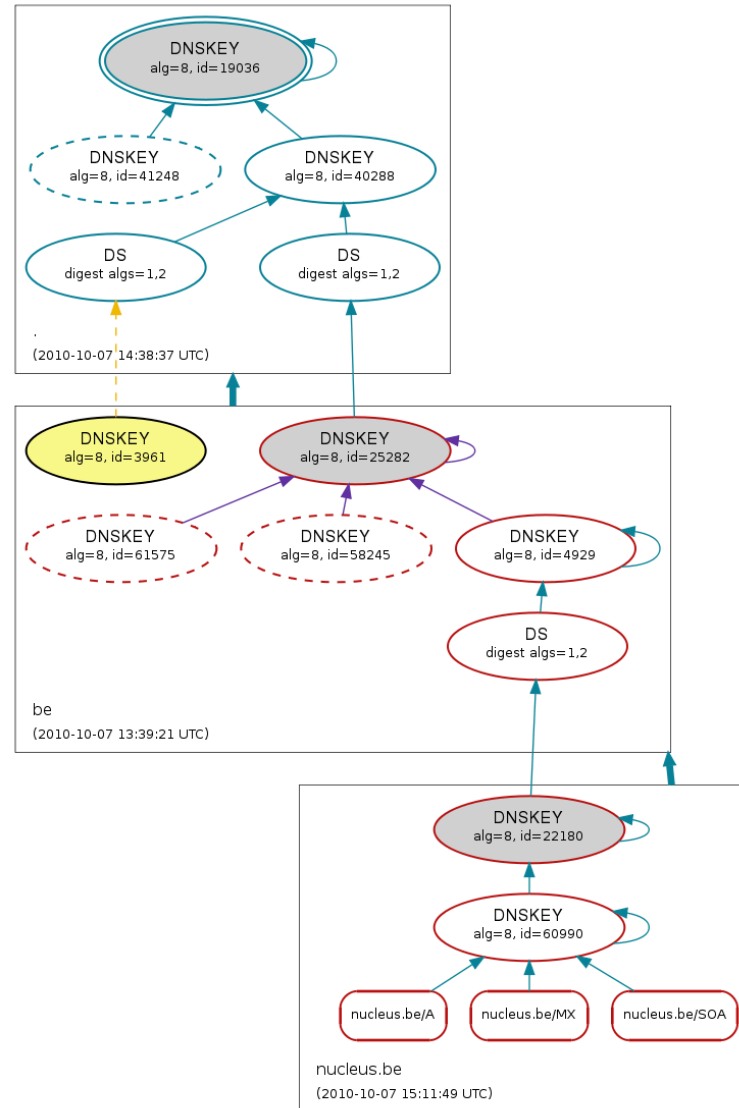 DNSKEY
alg=8, id=19036
DNSKEY
alg=8, id=41248
DNSKEY
alg=8, id=40288
DS
digest algs=1,2
DS
digest algs=1,2
.
(2010-10-07 14:38:37 UTC)
DNSKEY
alg=8, id=3961
DNSKEY
alg=8, id=25282
DNSKEY
alg=8, id=61575
DNSKEY
alg=8, id=58245
DNSKEY
alg=8, id=4929
DS
digest algs=1,2
be
(2010-10-07 13:39:21 UTC)
DNSKEY
alg=8, id=22180
DNSKEY
alg=8, id=60990
nucleus.be/A
nucleus.be/MX
nucleus.be/SOA
nucleus.be
(2010-10-07 15:11:49 UTC)